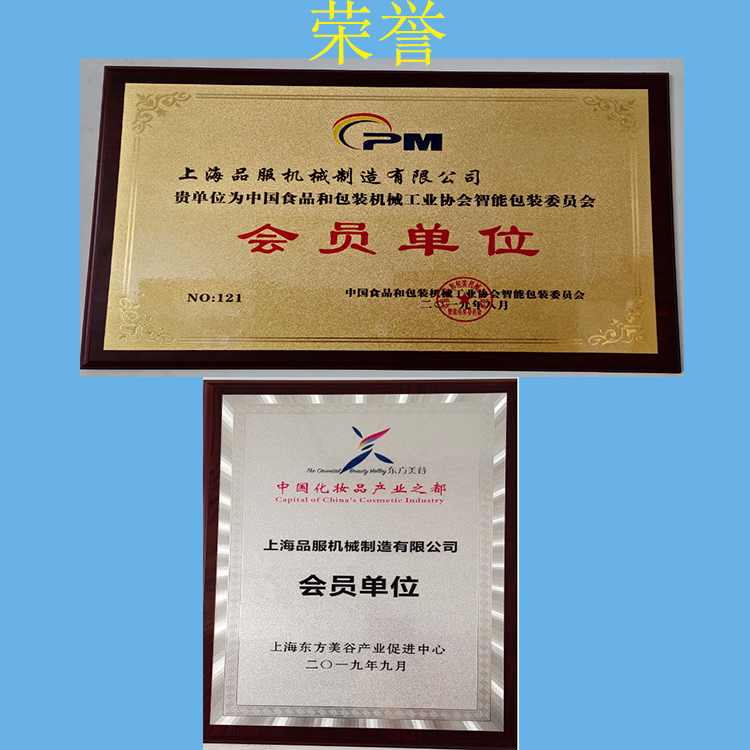 荣誉
CPM
上海品服机械制造有限公司
贵单位为中国食品和包装机械工业协会智能包装委员会
会员单位
NO:121
中国食品和包装机械工业协会智能包装委员会
二〇一九年八月
The Oriental Beauty Valley 东方美谷
中国化妆品产业之都
Capital of China's Cosmetic Industry
上海品服机械制造有限公司
会员单位
上海东方美谷产业促进中心
二〇一九年九月